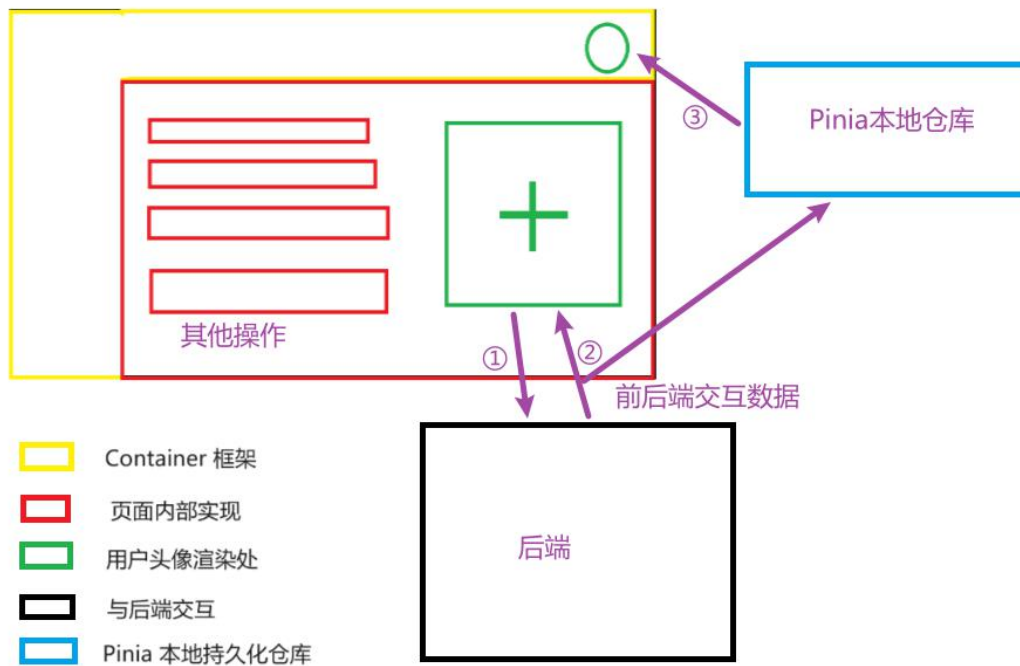 ③
Pinia本地仓库
其他操作
①
②
前后端交互数据
后端
Container 框架
页面内部实现
用户头像渲染处
与后端交互
Pinia 本地持久化仓库